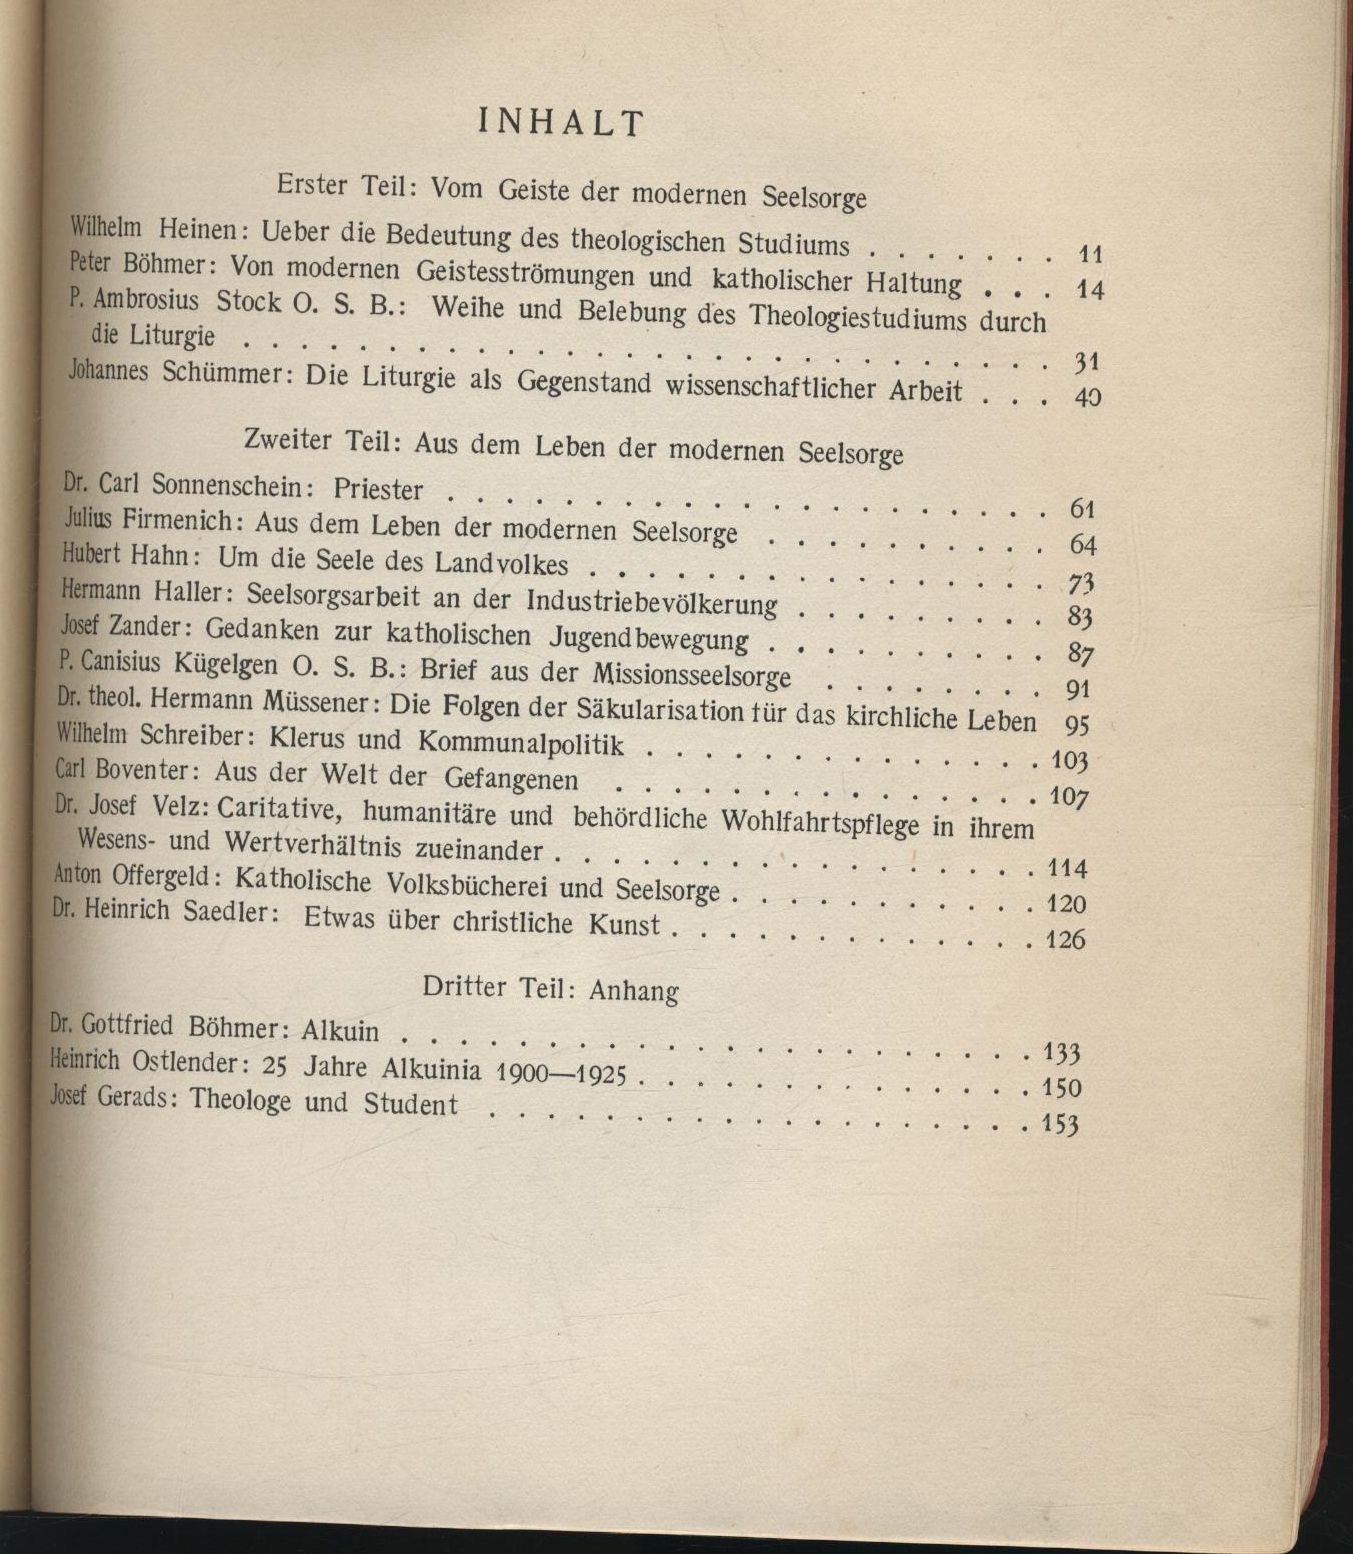 INHALT
Erster Teil: Vom Geiste der modernen Seelsorge
Wilhelm Heinen: Ueber die Bedeutung des theologischen Studiums . . . . . . . 11
Peter Böhmer: Von modernen Geistesströmungen und katholischer Haltung . . . 14
P. Ambrosius Stock O. S. B.: Weihe und Belebung des Theologiestudiums durch
die Liturgie . . . . . . . . . . . . . . . . . . . . . . . . . . . . 31
Johannes Schümmer: Die Liturgie als Gegenstand wissenschaftlicher Arbeit . . . 40
Zweiter Teil: Aus dem Leben der modernen Seelsorge
Dr. Carl Sonnenschein: Priester . . . . . . . . . . . . . . . . . . . . . 61
Julius Firmenich: Aus dem Leben der modernen Seelsorge . . . . . . . . . . 64
Hubert Hahn: Um die Seele des Landvolkes . . . . . . . . . . . . . . . . 73
Hermann Haller: Seelsorgsarbeit an der Industriebevölkerung . . . . . . . . . 83
Josef Zander: Gedanken zur katholischen Jugendbewegung . . . . . . . . . . 87
P. Canisius Kügelgen O. S. B.: Brief aus der Missionsseelsorge . . . . . . . . 91
Dr. theol. Hermann Müssener: Die Folgen der Säkularisation für das kirchliche Leben 95
Wilhelm Schreiber: Klerus und Kommunalpolitik . . . . . . . . . . . . . . 103
Carl Boventer: Aus der Welt der Gefangenen . . . . . . . . . . . . . . . 107
Dr. Josef Velz: Caritative, humanitäre und behördliche Wohlfahrtspflege in ihrem
Wesens- und Wertverhältnis zueinander . . . . . . . . . . . . . . . . . 114
Anton Offergeld: Katholische Volksbücherei und Seelsorge . . . . . . . . . . . 120
Dr. Heinrich Saedler: Etwas über christliche Kunst . . . . . . . . . . . . . 126
Dritter Teil: Anhang
Dr. Gottfried Böhmer: Alkuin . . . . . . . . . . . . . . . . . . . . . . 133
Heinrich Ostlender: 25 Jahre Alkuinia 1900—1925 . . . . . . . . . . . . . . 150
Josef Gerads: Theologe und Student . . . . . . . . . . . . . . . . . . . 153